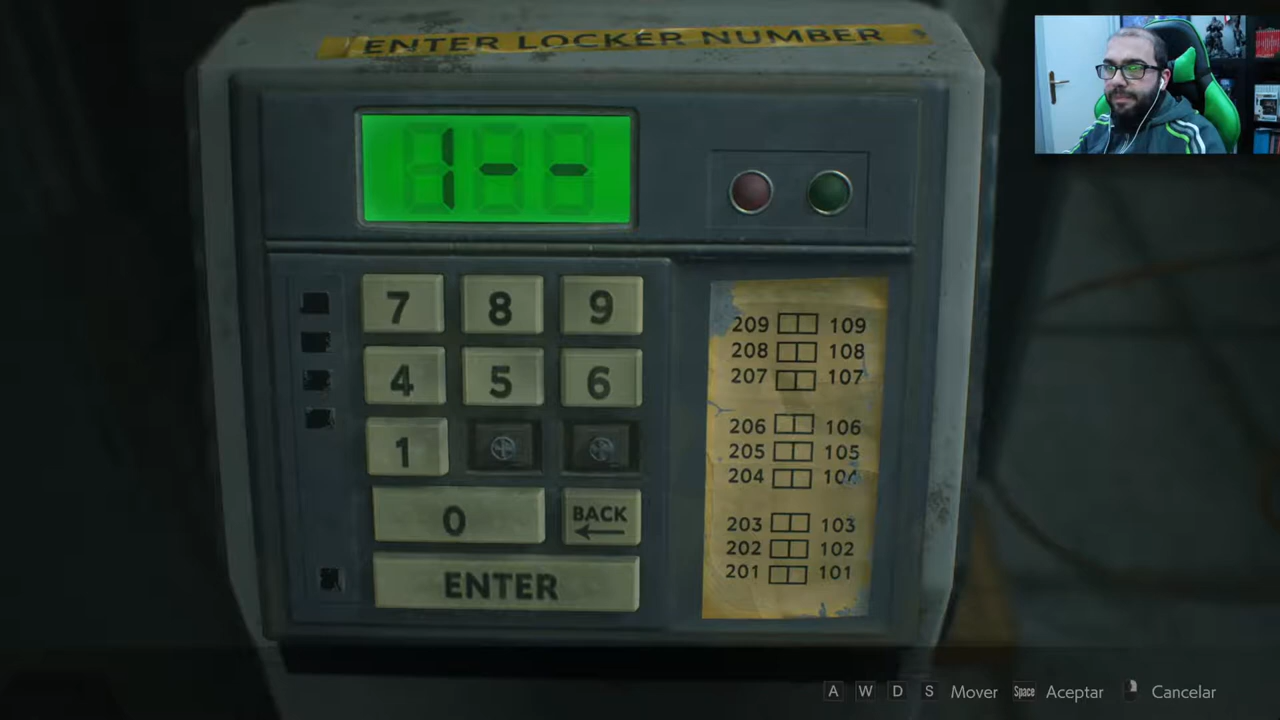 ENTER LOCKER NUMBER
1--
7 8 9
4 5 6
1
0 BACK
ENTER
209 109
208 108
207 107
206 106
205 105
204 104
203 103
202 102
201 101
A W D S Mover Space Aceptar Cancelar